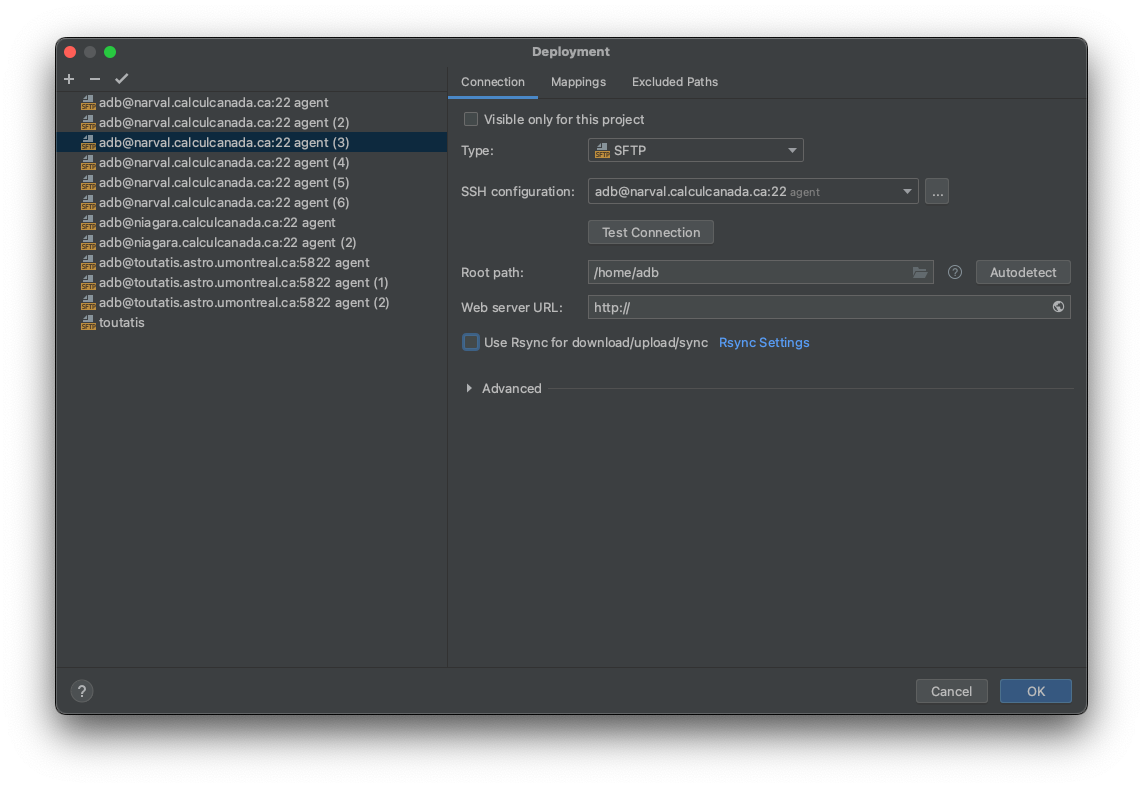 Deployment
adb@narval.calculcanada.ca:22 agent
adb@narval.calculcanada.ca:22 agent (2)
adb@narval.calculcanada.ca:22 agent (3)
adb@narval.calculcanada.ca:22 agent (4)
adb@narval.calculcanada.ca:22 agent (5)
adb@narval.calculcanada.ca:22 agent (6)
adb@niagara.calculcanada.ca:22 agent
adb@niagara.calculcanada.ca:22 agent (2)
adb@toutatis.astro.umontreal.ca:5822 agent
adb@toutatis.astro.umontreal.ca:5822 agent (1)
adb@toutatis.astro.umontreal.ca:5822 agent (2)
toutatis
Connection Mappings Excluded Paths
Visible only for this project
Type: SFTP
SSH configuration: adb@narval.calculcanada.ca:22 agent ...
Test Connection
Root path: /home/adb ? Autodetect
Web server URL: http://
Use Rsync for download/upload/sync Rsync Settings
Advanced
? Cancel OK